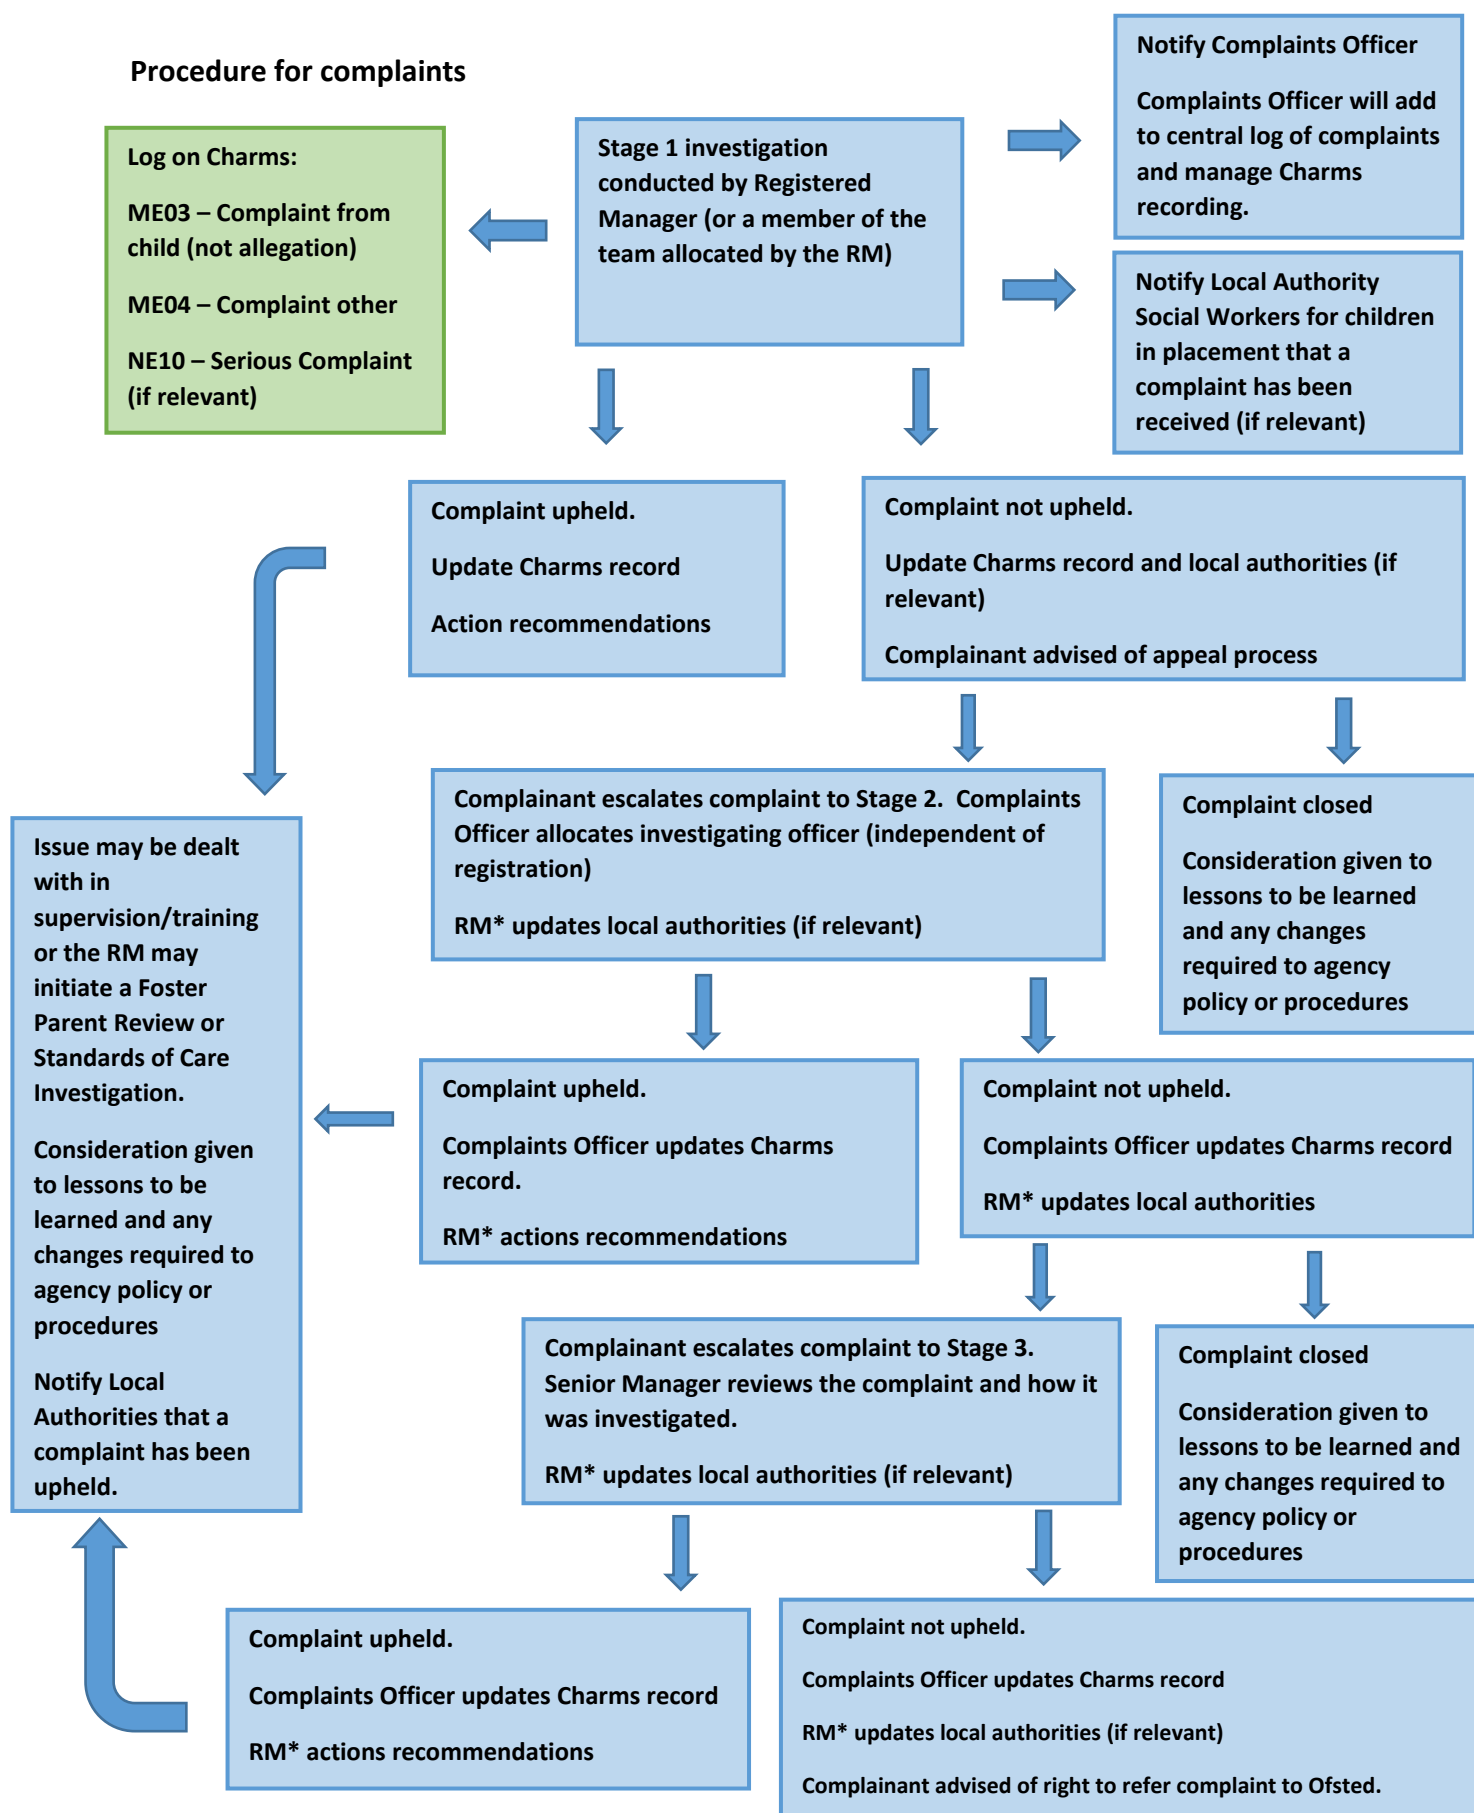 Procedure for complaints
Log on Charms:
ME03 – Complaint from
child (not allegation)
ME04 – Complaint other
NE10 – Serious Complaint
(if relevant)
Stage 1 investigation
conducted by Registered
Manager (or a member of the
team allocated by the RM)
Notify Complaints Officer
Complaints Officer will add
to central log of complaints
and manage Charms
recording.
Notify Local Authority
Social Workers for children
in placement that a
complaint has been
received (if relevant)
Complaint upheld.
Update Charms record
Action recommendations
Complaint not upheld.
Update Charms record and local authorities (if
relevant)
Complainant advised of appeal process
Complainant escalates complaint to Stage 2.  Complaints
Officer allocates investigating officer (independent of
registration)
RM* updates local authorities (if relevant)
Complaint closed
Consideration given to
lessons to be learned
and any changes
required to agency
policy or procedures
Issue may be dealt
with in
supervision/training
or the RM may
initiate a Foster
Parent Review or
Standards of Care
Investigation.
Consideration given
to lessons to be
learned and any
changes required to
agency policy or
procedures
Notify Local
Authorities that a
complaint has been
upheld.
Complaint upheld.
Complaints Officer updates Charms
record.
RM* actions recommendations
Complaint not upheld.
Complaints Officer updates Charms record
RM* updates local authorities
Complainant escalates complaint to Stage 3.
Senior Manager reviews the complaint and how it
was investigated.
RM* updates local authorities (if relevant)
Complaint closed
Consideration given to
lessons to be learned and
any changes required to
agency policy or
procedures
Complaint upheld.
Complaints Officer updates Charms record
RM* actions recommendations
Complaint not upheld.
Complaints Officer updates Charms record
RM* updates local authorities (if relevant)
Complainant advised of right to refer complaint to Ofsted.